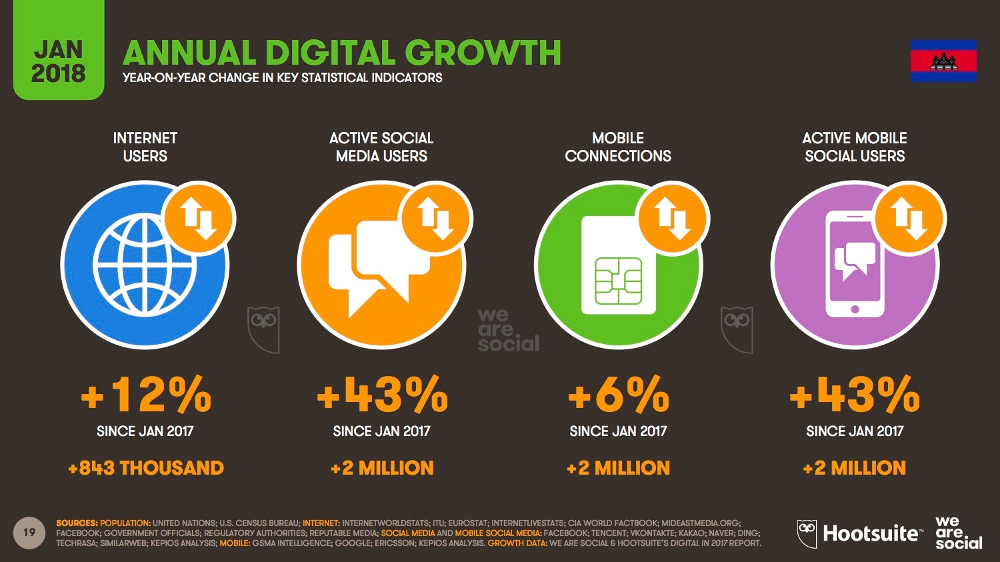 JAN
2018
ANNUAL DIGITAL GROWTH
YEAR-ON-YEAR CHANGE IN KEY STATISTICAL INDICATORS
INTERNET
USERS
ACTIVE SOCIAL
MEDIA USERS
MOBILE
CONNECTIONS
ACTIVE MOBILE
SOCIAL USERS
we
are
social
+12%
+43%
+6%
+43%
SINCE JAN 2017
SINCE JAN 2017
SINCE JAN 2017
SINCE JAN 2017
+843 THOUSAND
+2 MILLION
+2 MILLION
+2 MILLION
19
SOURCES: POPULATION: UNITED NATIONS; U.S. CENSUS BUREAU; INTERNET: INTERNETWORLDSTATS; ITU; EUROSTAT; INTERNETLIVESTATS; CIA WORLD FACTBOOK; MIDEASTMEDIA.ORG;
FACEBOOK; GOVERNMENT OFFICIALS; REGULATORY AUTHORITIES; REPUTABLE MEDIA; SOCIAL MEDIA AND MOBILE SOCIAL MEDIA: FACEBOOK; TENCENT; VKONTAKTE; KAKAO; NAVER; DING;
TECHRASA; SIMILARWEB; KEPIOS ANALYSIS; MOBILE: GSMA INTELLIGENCE; GOOGLE; ERICSSON; KEPIOS ANALYSIS. GROWTH DATA: WE ARE SOCIAL & HOOTSUITE'S DIGITAL IN 2017 REPORT.
Hootsuite™
we
are
social